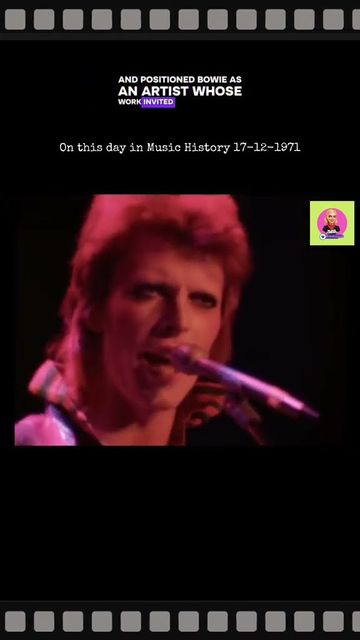 AND POSITIONED BOWIE AS
AN ARTIST WHOSE
WORK INVITED
On this day in Music History 17-12-1971